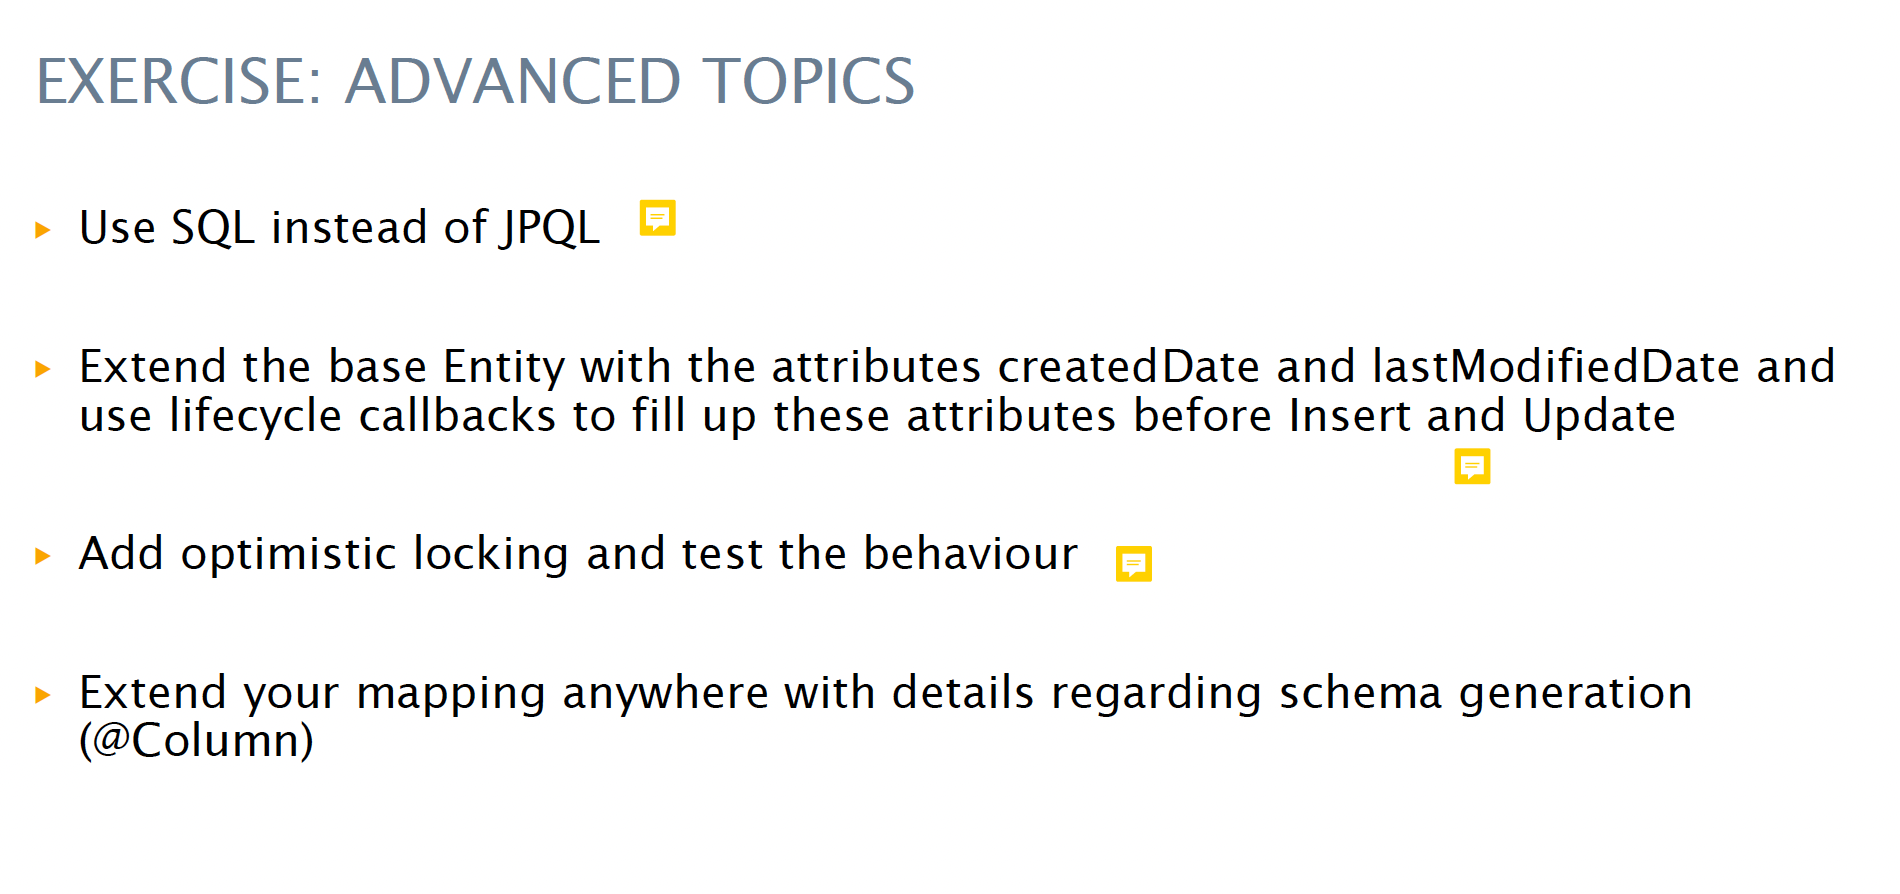 EXERCISE: ADVANCED TOPICS
Use SQL instead of JPQL
Extend the base Entity with the attributes createdDate and lastModifiedDate and
use lifecycle callbacks to fill up these attributes before Insert and Update
Add optimistic locking and test the behaviour
Extend your mapping anywhere with details regarding schema generation
(@Column)